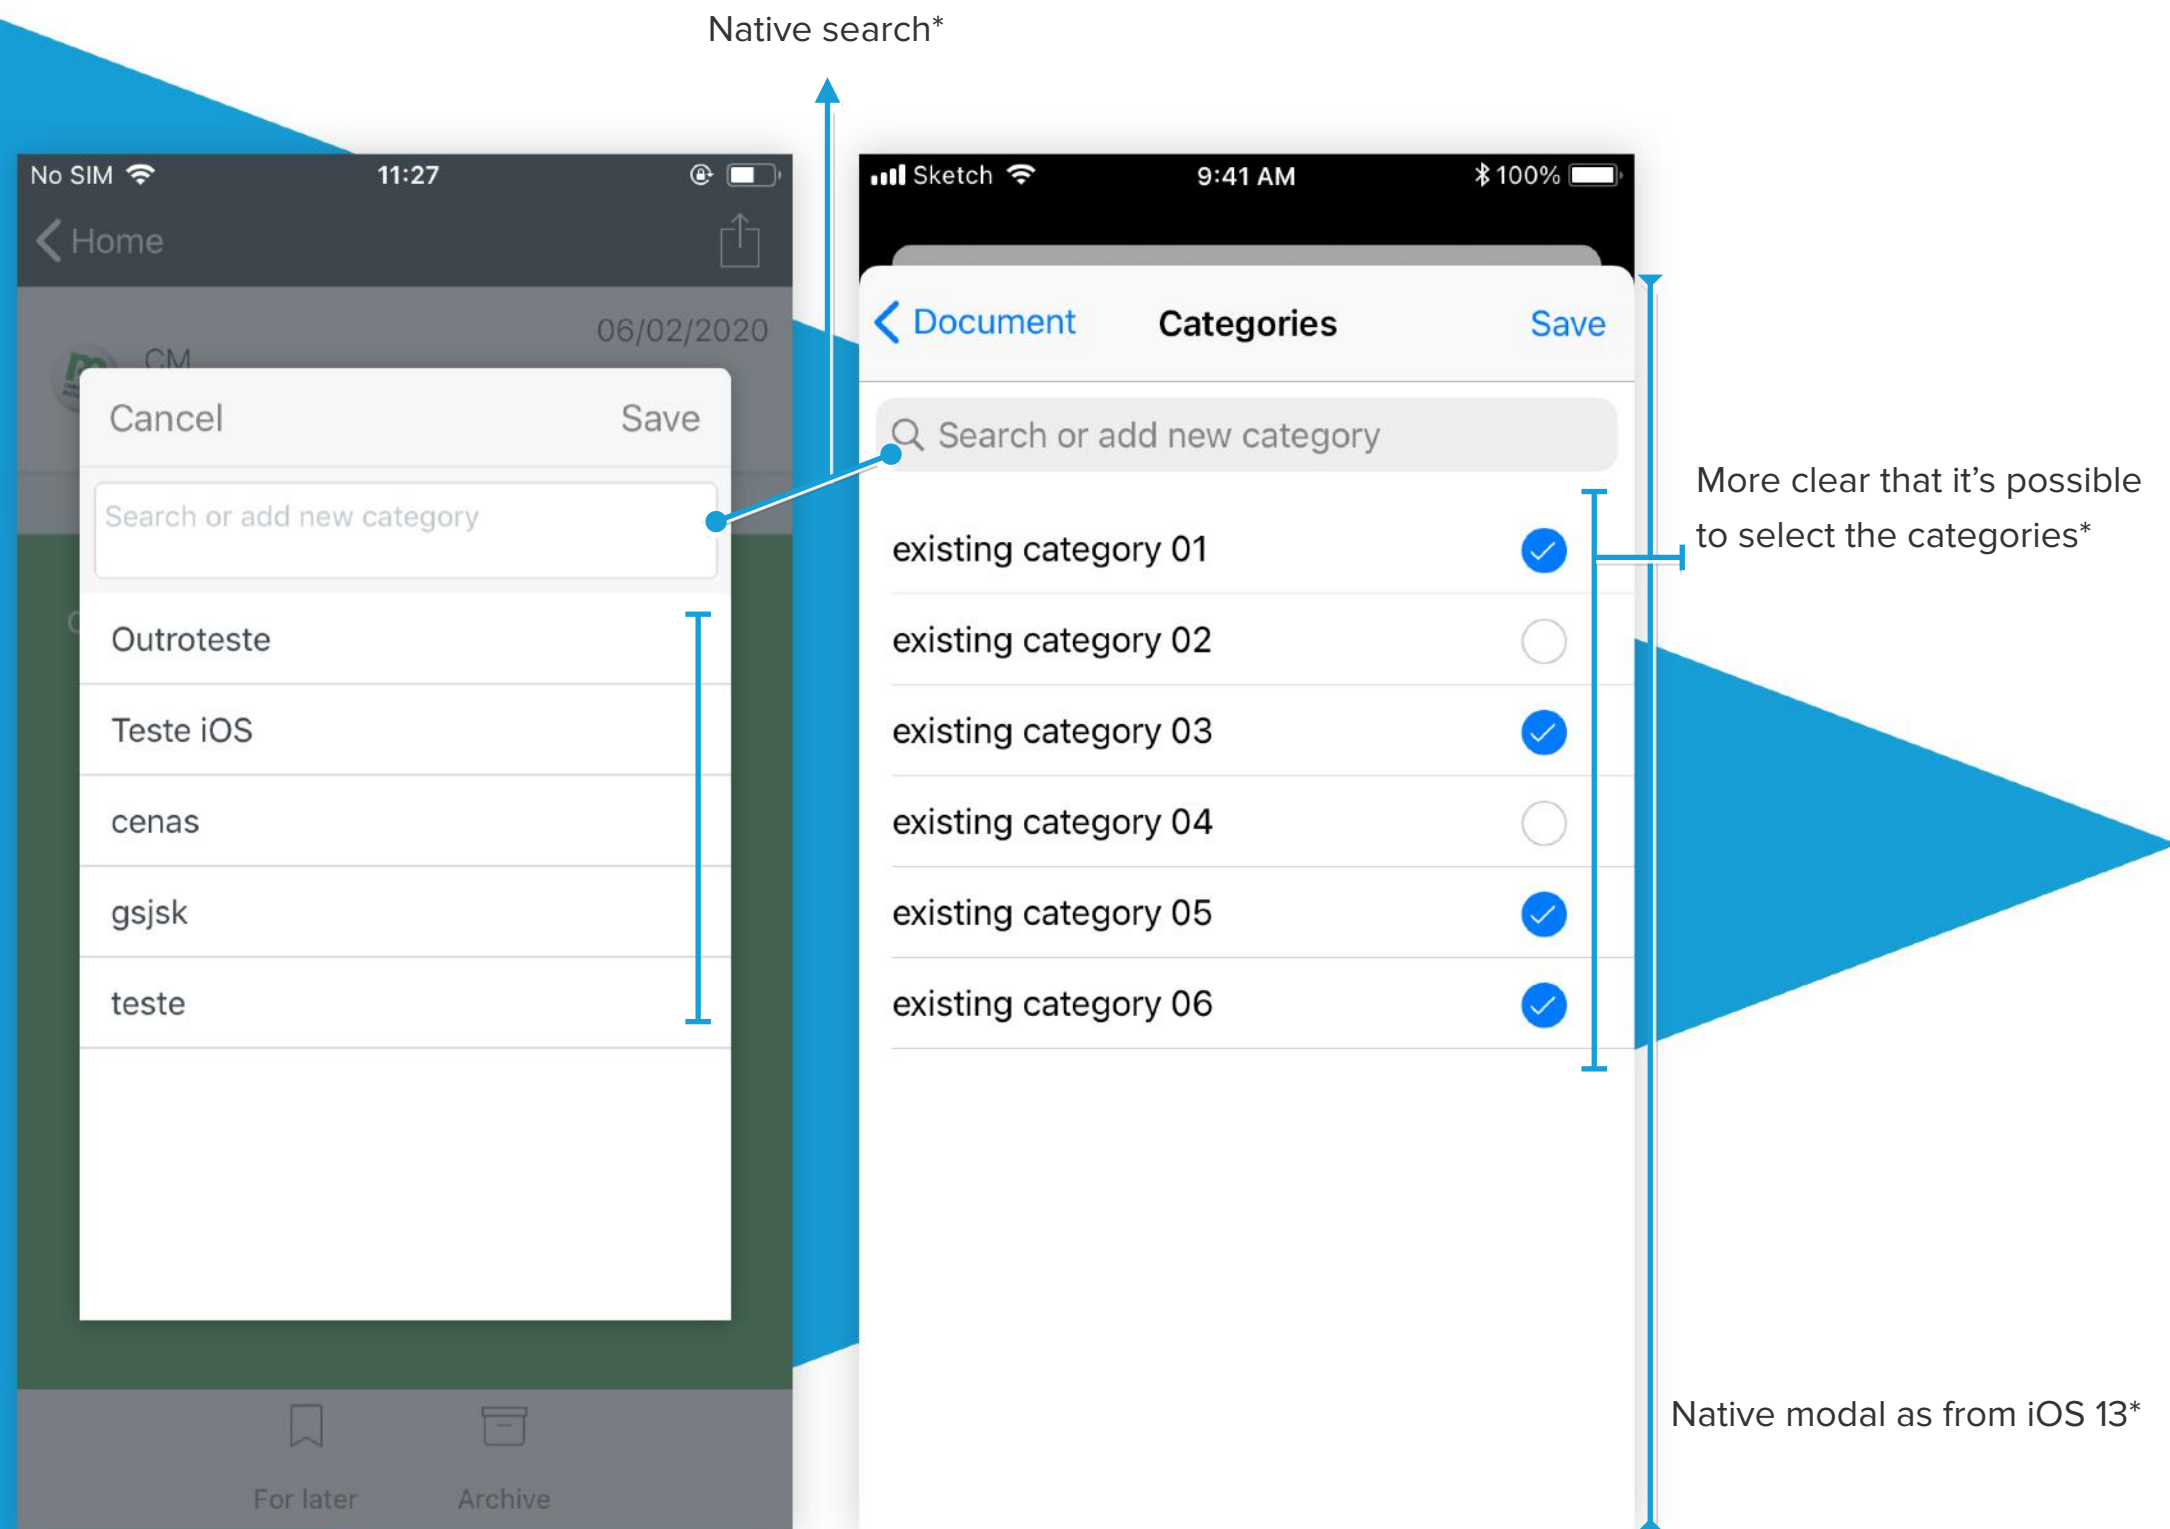 Native search*
No SIM 11:27
Home
06/02/2020
CM
Cancel Save
Search or add new category
Outroteste
Teste iOS
cenas
gsjsk
teste
For later Archive
Sketch 9:41 AM 100%
Document Categories Save
Search or add new category
existing category 01
existing category 02
existing category 03
existing category 04
existing category 05
existing category 06
More clear that it’s possible
to select the categories*
Native modal as from iOS 13*